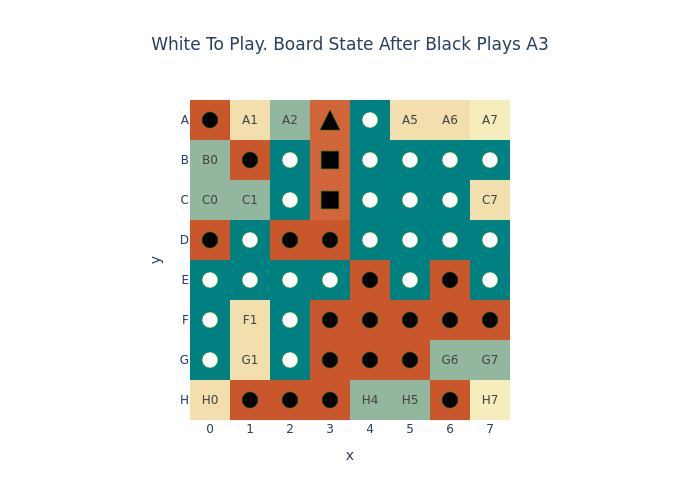 White To Play. Board State After Black Plays A3
A A1 A2 A5 A6 A7
B B0
C C0 C1 C7
D
E
F F1
G G1 G6 G7
H H0 H4 H5 H7
0 1 2 3 4 5 6 7
x
y